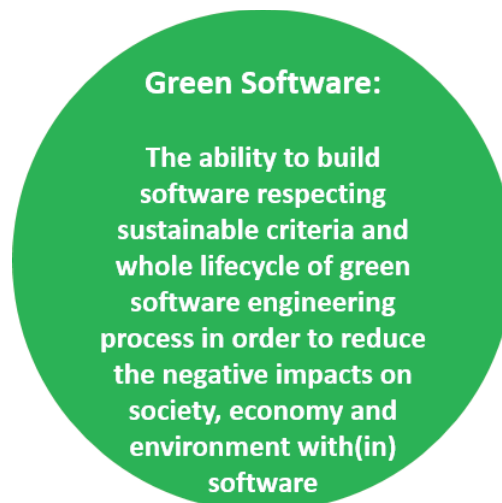 Green Software:
The ability to build
software respecting
sustainable criteria and
whole lifecycle of green
software engineering
process in order to reduce
the negative impacts on
society, economy and
environment with(in)
software